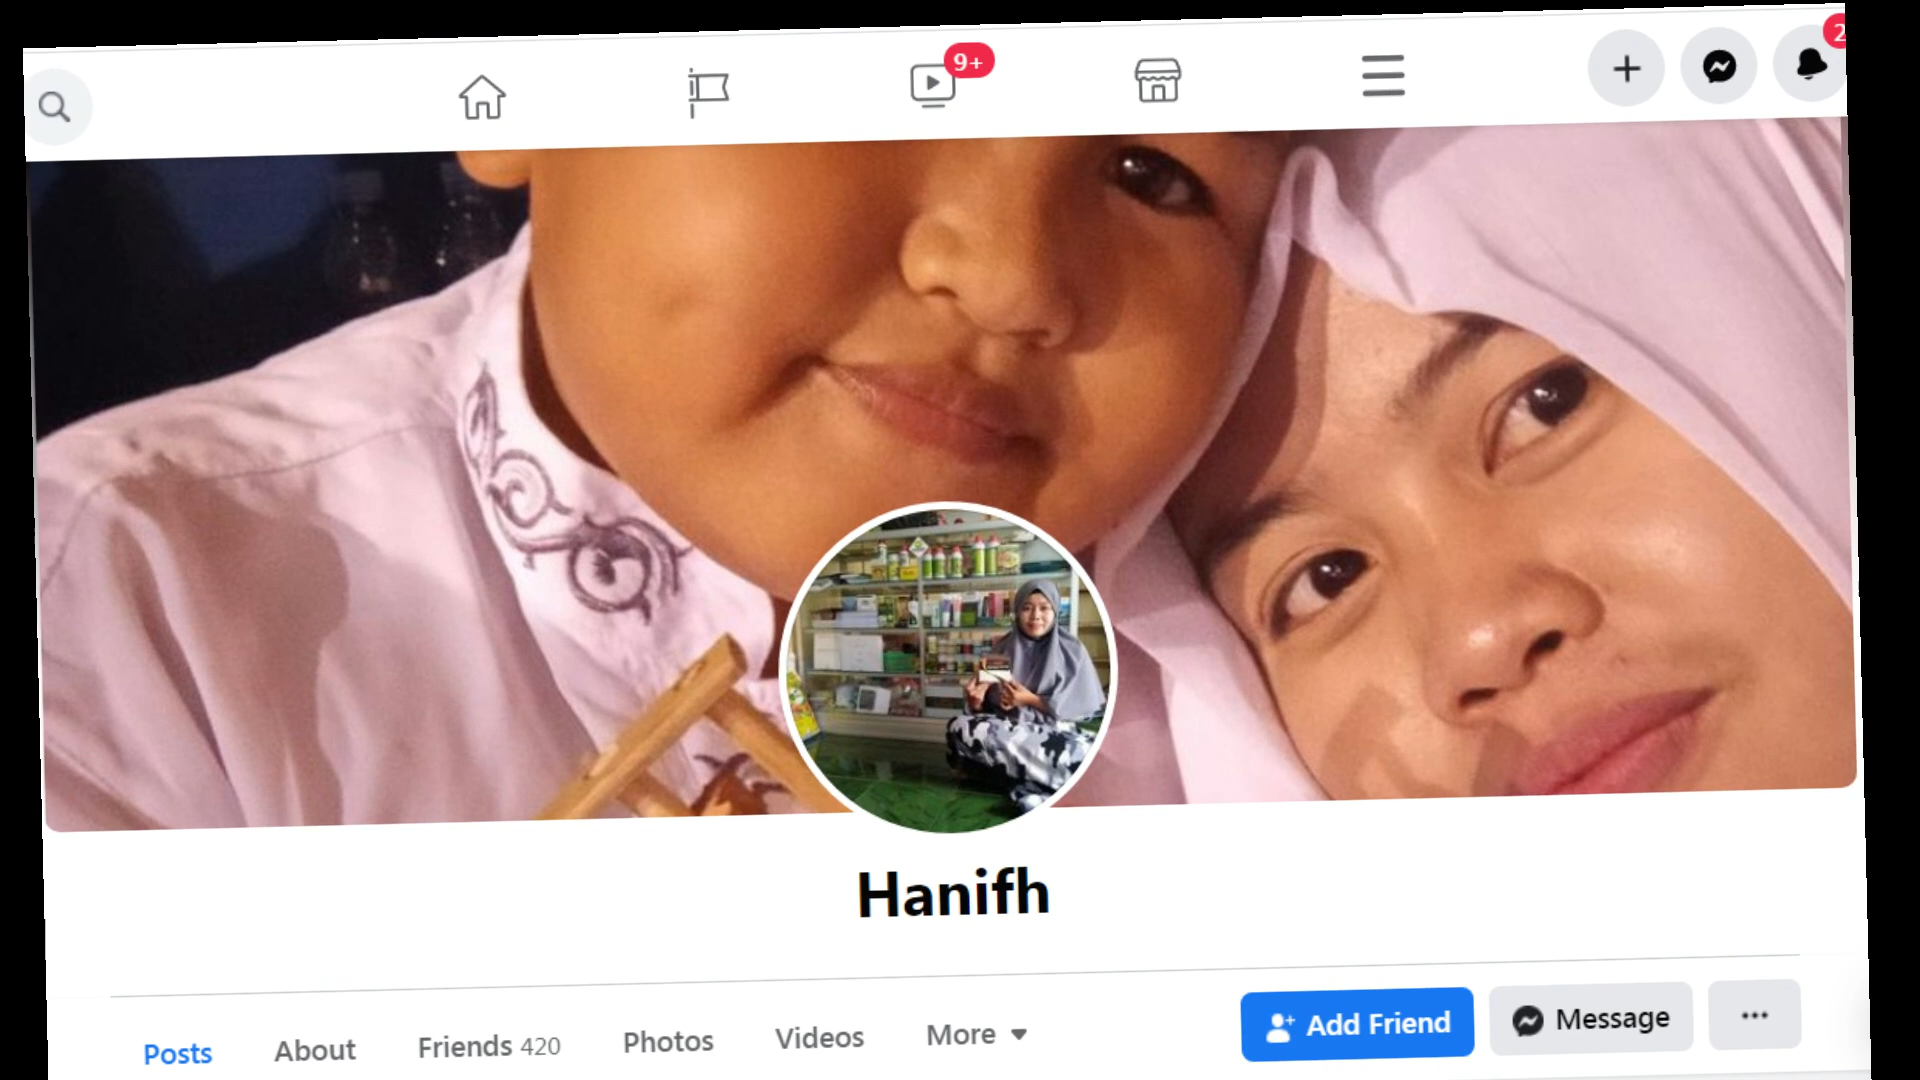 9+
2
Hanifh
Posts
About
Friends 420
Photos
Videos
More
Add Friend
Message